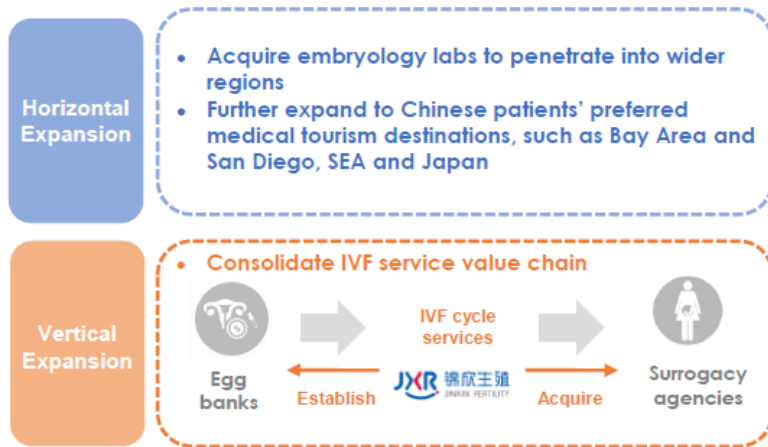 Horizontal
Expansion
• Acquire embryology labs to penetrate into wider
regions
• Further expand to Chinese patients’ preferred
medical tourism destinations, such as Bay Area and
San Diego, SEA and Japan
Vertical
Expansion
• Consolidate IVF service value chain
IVF cycle
services
Egg
banks
Establish
JXR 锦欣生殖
JINXIN FERTILITY
Acquire
Surrogacy
agencies